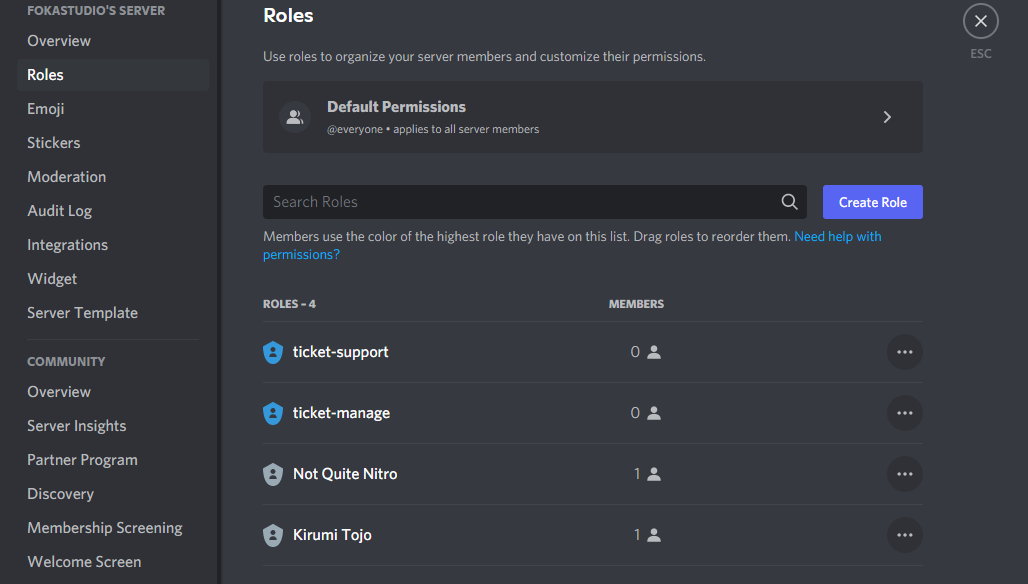 FOKASTUDIO'S SERVER
Overview
Roles
Emoji
Stickers
Moderation
Audit Log
Integrations
Widget
Server Template
COMMUNITY
Overview
Server Insights
Partner Program
Discovery
Membership Screening
Welcome Screen
Roles
Use roles to organize your server members and customize their permissions.
Default Permissions
@everyone • applies to all server members
Search Roles
Create Role
Members use the color of the highest role they have on this list. Drag roles to reorder them. Need help with
permissions?
ROLES – 4 MEMBERS
ticket-support 0
ticket-manage 0
Not Quite Nitro 1
Kirumi Tojo 1
ESC